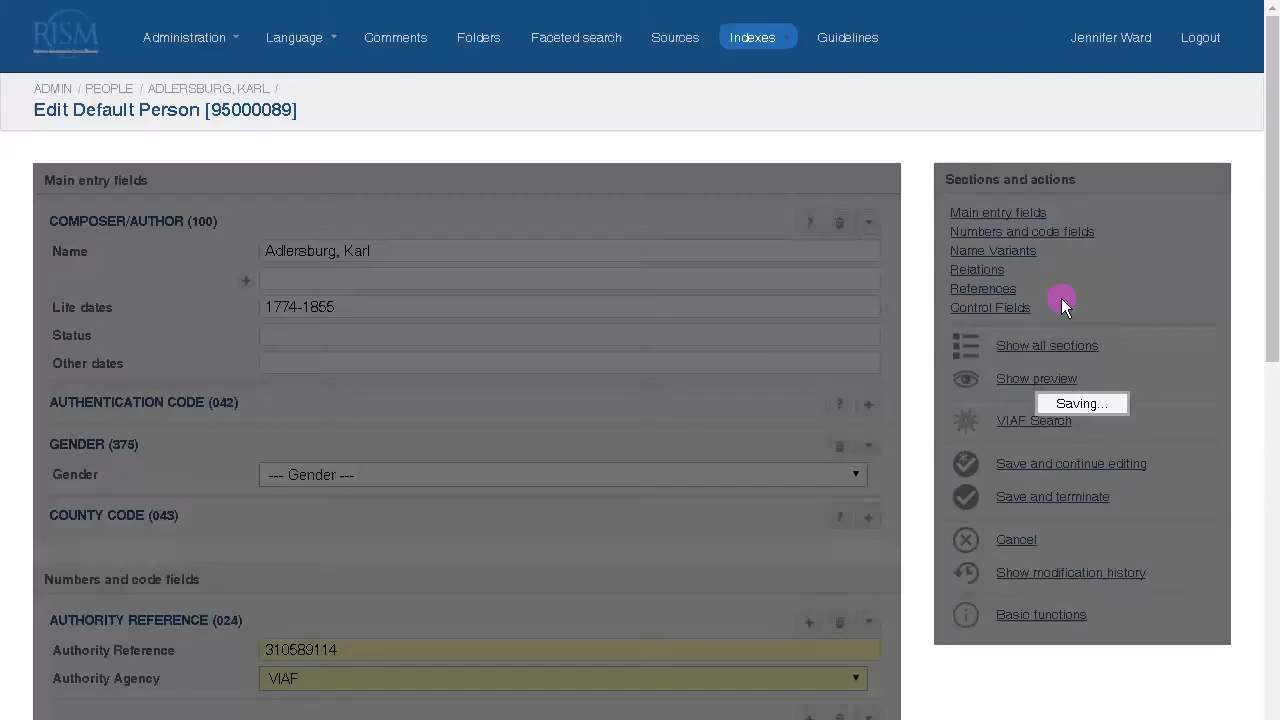 RISM
Administration
Language
Comments
Folders
Faceted search
Sources
Indexes
Guidelines
Jennifer Ward
Logout
ADMIN / PEOPLE / ADLERSBURG, KARL /
Edit Default Person [95000089]
Main entry fields
COMPOSER/AUTHOR (100)
Name
Adlersburg, Karl
Life dates
1774-1855
Status
Other dates
AUTHENTICATION CODE (042)
GENDER (375)
Gender
--- Gender ---
COUNTY CODE (043)
Numbers and code fields
AUTHORITY REFERENCE (024)
Authority Reference
310589114
Authority Agency
VIAF
Sections and actions
Main entry fields
Numbers and code fields
Name Variants
Relations
References
Control Fields
Show all sections
Show preview
Saving...
VIAF Search
Save and continue editing
Save and terminate
Cancel
Show modification history
Basic functions